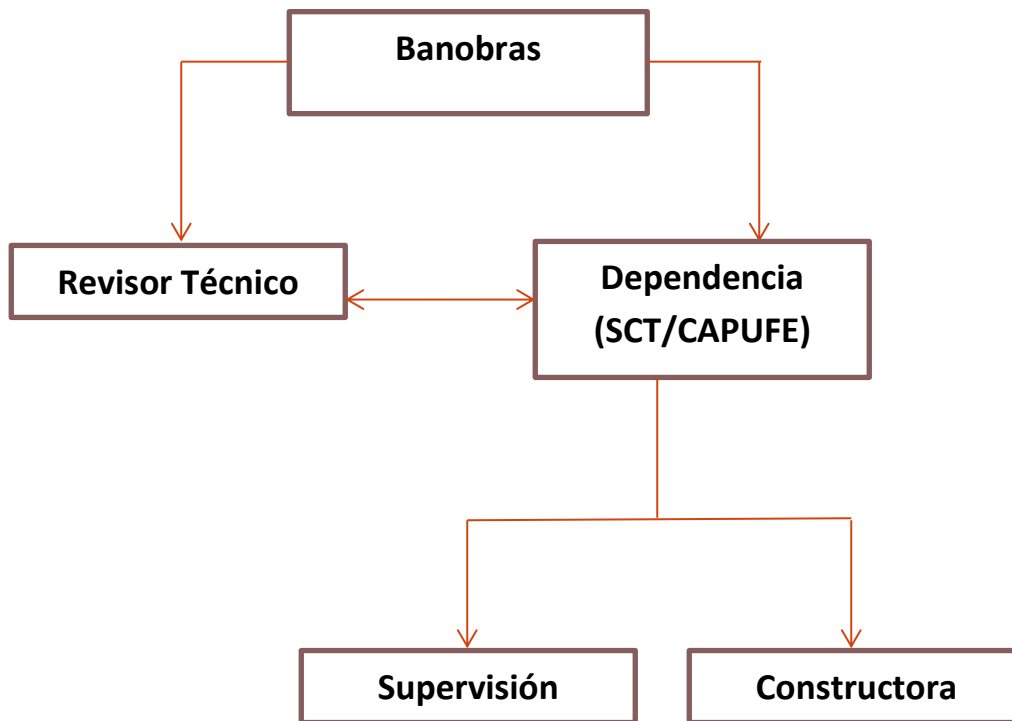 Banobras
Revisor Técnico
Dependencia
(SCT/CAPUFE)
Supervisión
Constructora